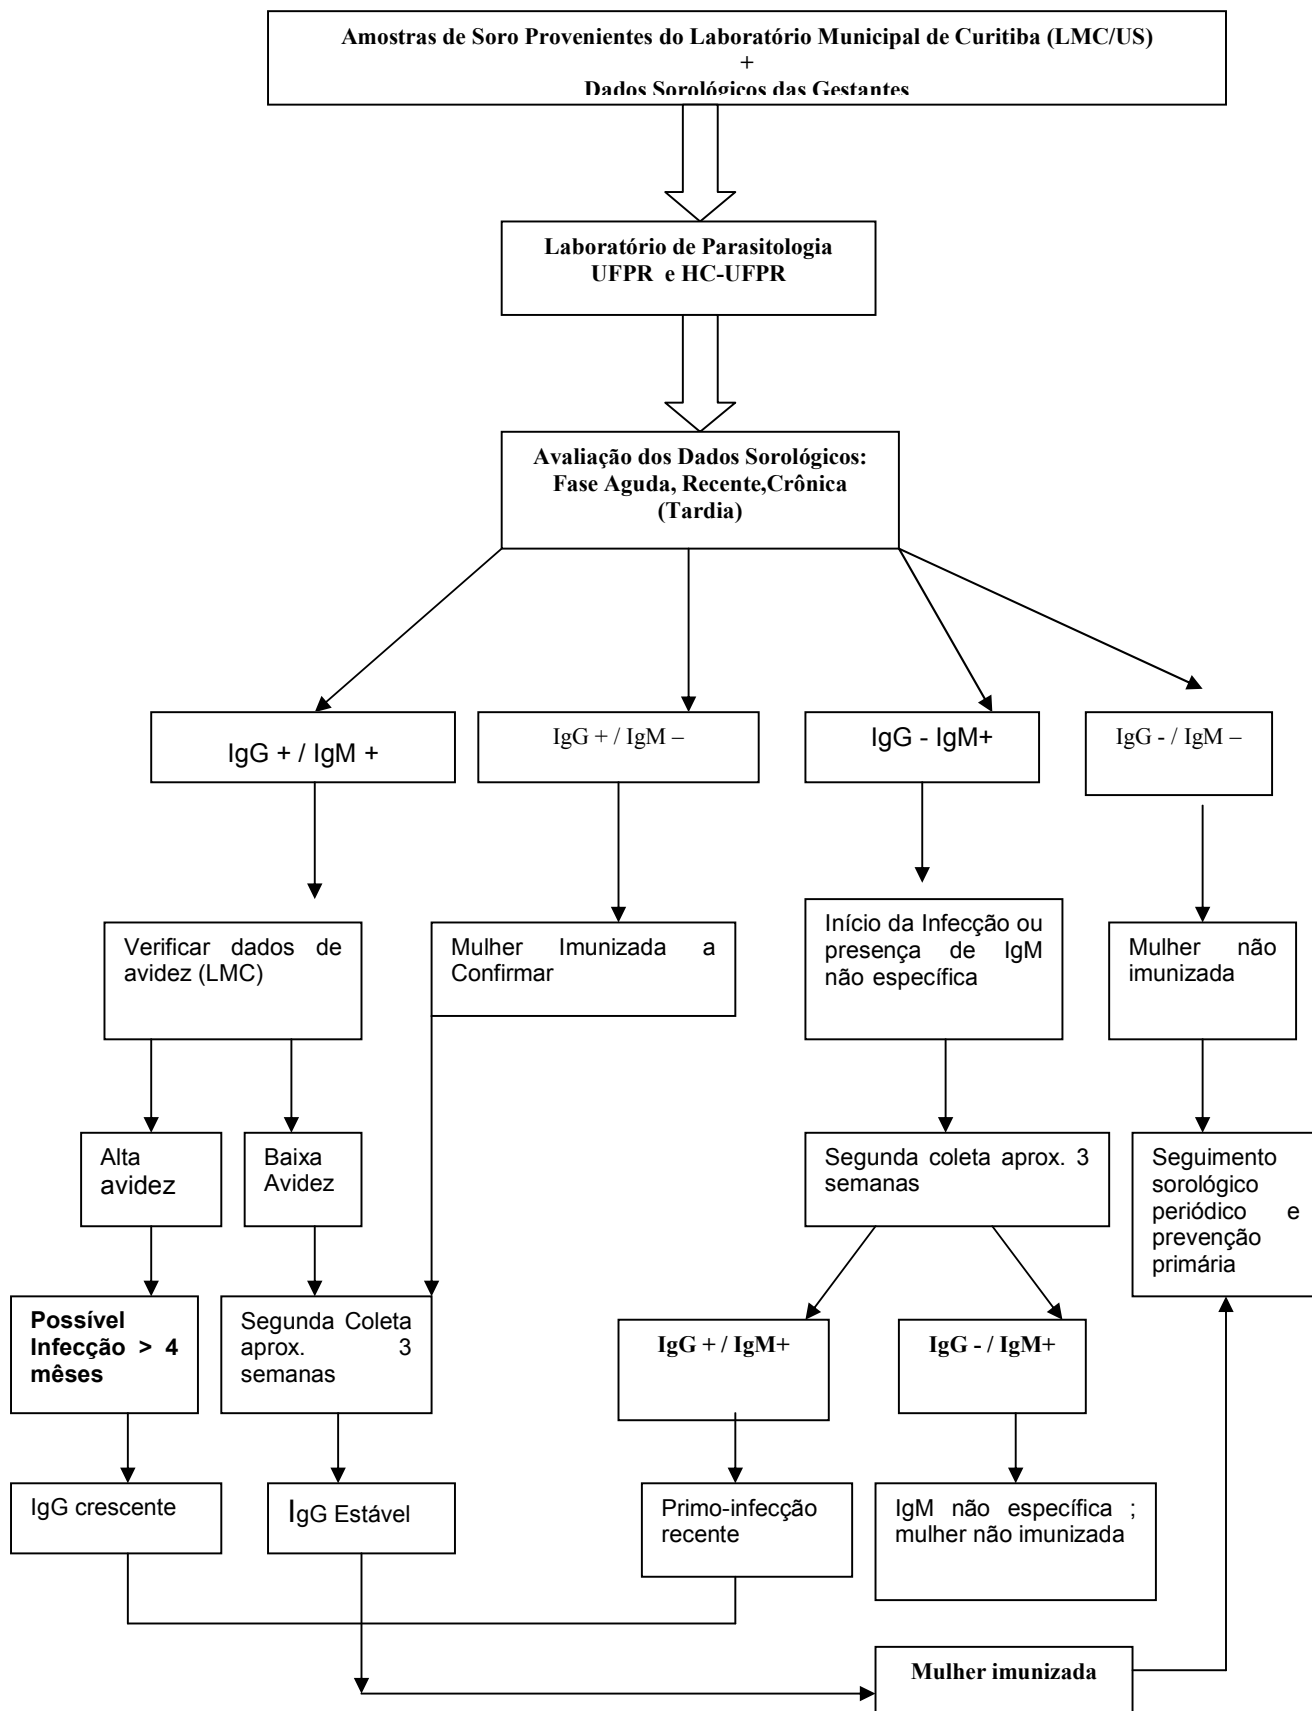 Amostras de Soro Provenientes do Laboratório Municipal de Curitiba (LMC/US)
+
Dados Sorológicos das Gestantes
Laboratório de Parasitologia
UFPR e HC-UFPR
Avaliação dos Dados Sorológicos:
Fase Aguda, Recente,Crônica
(Tardia)
IgG + / IgM +
IgG + / IgM –
IgG - IgM+
IgG - / IgM –
Verificar dados de
avidez (LMC)
Mulher Imunizada a
Confirmar
Início da Infecção ou
presença de IgM
não específica
Mulher não
imunizada
Alta
avidez
Baixa
Avidez
Segunda coleta aprox. 3
semanas
Seguimento
sorológico
periódico e
prevenção
primária
Possível
Infecção > 4
mêses
Segunda Coleta
aprox. 3
semanas
IgG + / IgM+
IgG - / IgM+
IgG crescente
IgG Estável
Primo-infecção
recente
IgM não específica ;
mulher não imunizada
Mulher imunizada